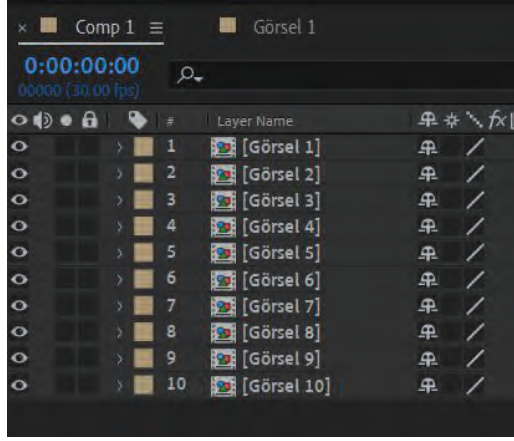 Comp 1
Görsel 1
0:00:00:00
00000 (30.00 fps)
# Layer Name fx
1 [Görsel 1]
2 [Görsel 2]
3 [Görsel 3]
4 [Görsel 4]
5 [Görsel 5]
6 [Görsel 6]
7 [Görsel 7]
8 [Görsel 8]
9 [Görsel 9]
10 [Görsel 10]